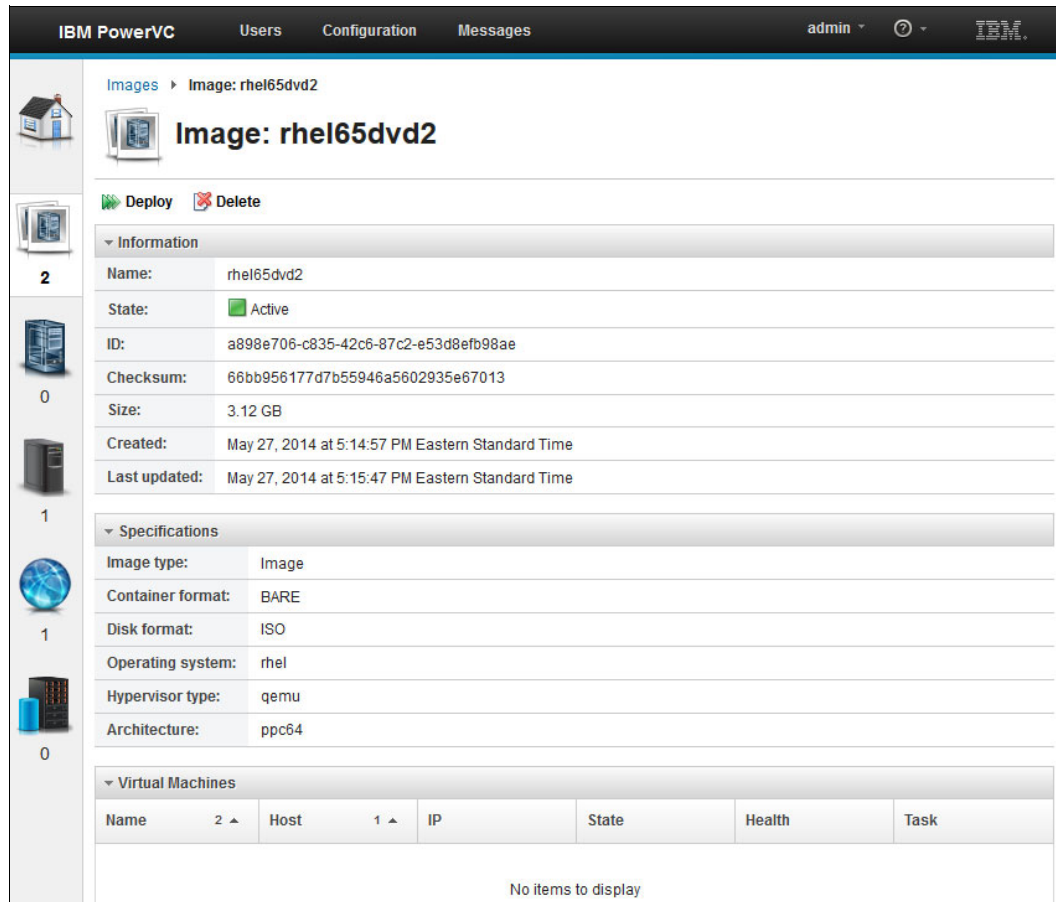 IBM PowerVC Users Configuration Messages admin ? IBM.
Images Image: rhel65dvd2
Image: rhel65dvd2
Deploy Delete
Information
Name: rhel65dvd2
State: Active
ID: a898e706-c835-42c6-87c2-e53d8efb98ae
Checksum: 66bb956177d7b55946a5602935e67013
Size: 3.12 GB
Created: May 27, 2014 at 5:14:57 PM Eastern Standard Time
Last updated: May 27, 2014 at 5:15:47 PM Eastern Standard Time
Specifications
Image type: Image
Container format: BARE
Disk format: ISO
Operating system: rhel
Hypervisor type: qemu
Architecture: ppc64
Virtual Machines
Name 2 Host 1 IP State Health Task
No items to display
2
0
1
1
0